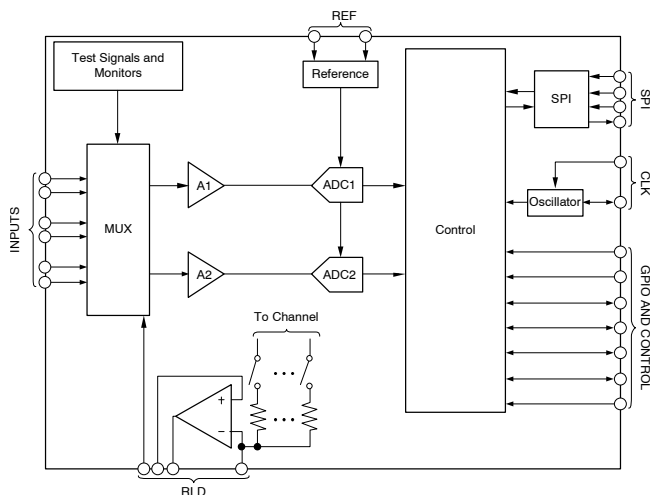 REF
Test Signals and
Monitors
Reference
SPI
SPI
INPUTS
MUX
A1
ADC1
Control
Oscillator
CLK
A2
ADC2
GPIO AND CONTROL
To Channel
+
−
RLD